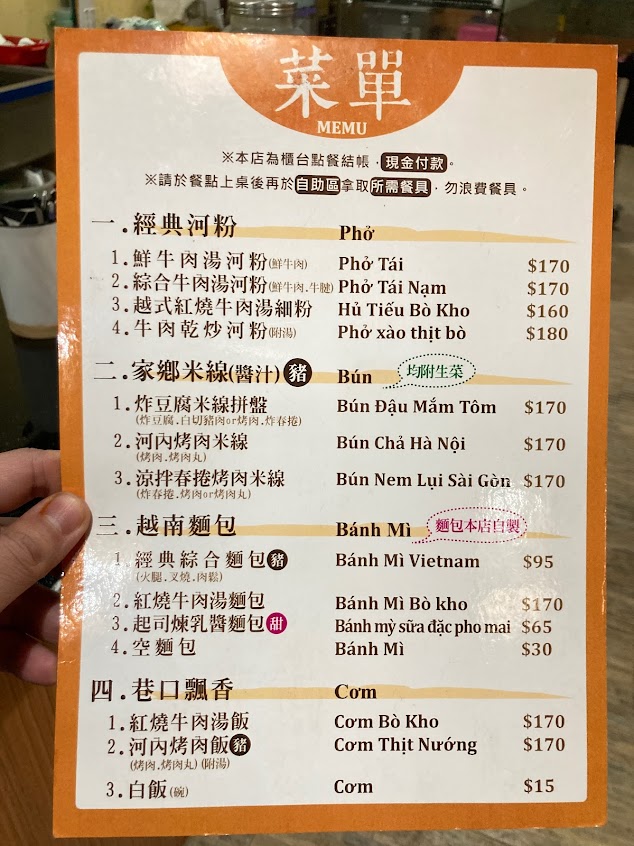 菜單
MEMU
※本店為櫃台點餐結帳，現金付款。
※請於餐點上桌後再於自助區拿取所需餐具，勿浪費餐具。
一.經典河粉 Phở
1.鮮牛肉湯河粉(鮮牛肉) Phở Tái $170
2.綜合牛肉湯河粉(鮮牛肉.牛腱) Phở Tái Nạm $170
3.越式紅燒牛肉湯細粉 Hủ Tiếu Bò Kho $160
4.牛肉乾炒河粉(附湯) Phở xào thịt bò $180
二.家鄉米線(醬汁) 豬 Bún 均附生菜
1.炸豆腐米線拼盤 Bún Đậu Mắm Tôm $170
(炸豆腐.白切豬肉or烤肉.炸春捲)
2.河內烤肉米線 Bún Chả Hà Nội $170
(烤肉.烤肉丸)
3.涼拌春捲烤肉米線 Bún Nem Lụi Sài Gòn $170
(炸春捲.烤肉or烤肉丸)
三.越南麵包 Bánh Mì 麵包本店自製
1.經典綜合麵包 豬 Bánh Mì Vietnam $95
(火腿.叉燒.肉鬆)
2.紅燒牛肉湯麵包 Bánh Mì Bò kho $170
3.起司煉乳醬麵包 甜 Bánh mỳ sữa đặc pho mai $65
4.空麵包 Bánh Mì $30
四.巷口飄香 Cơm
1.紅燒牛肉湯飯 Cơm Bò Kho $170
2.河內烤肉飯 豬 Cơm Thịt Nướng $170
(烤肉.烤肉丸)(附湯)
3.白飯(碗) Cơm $15